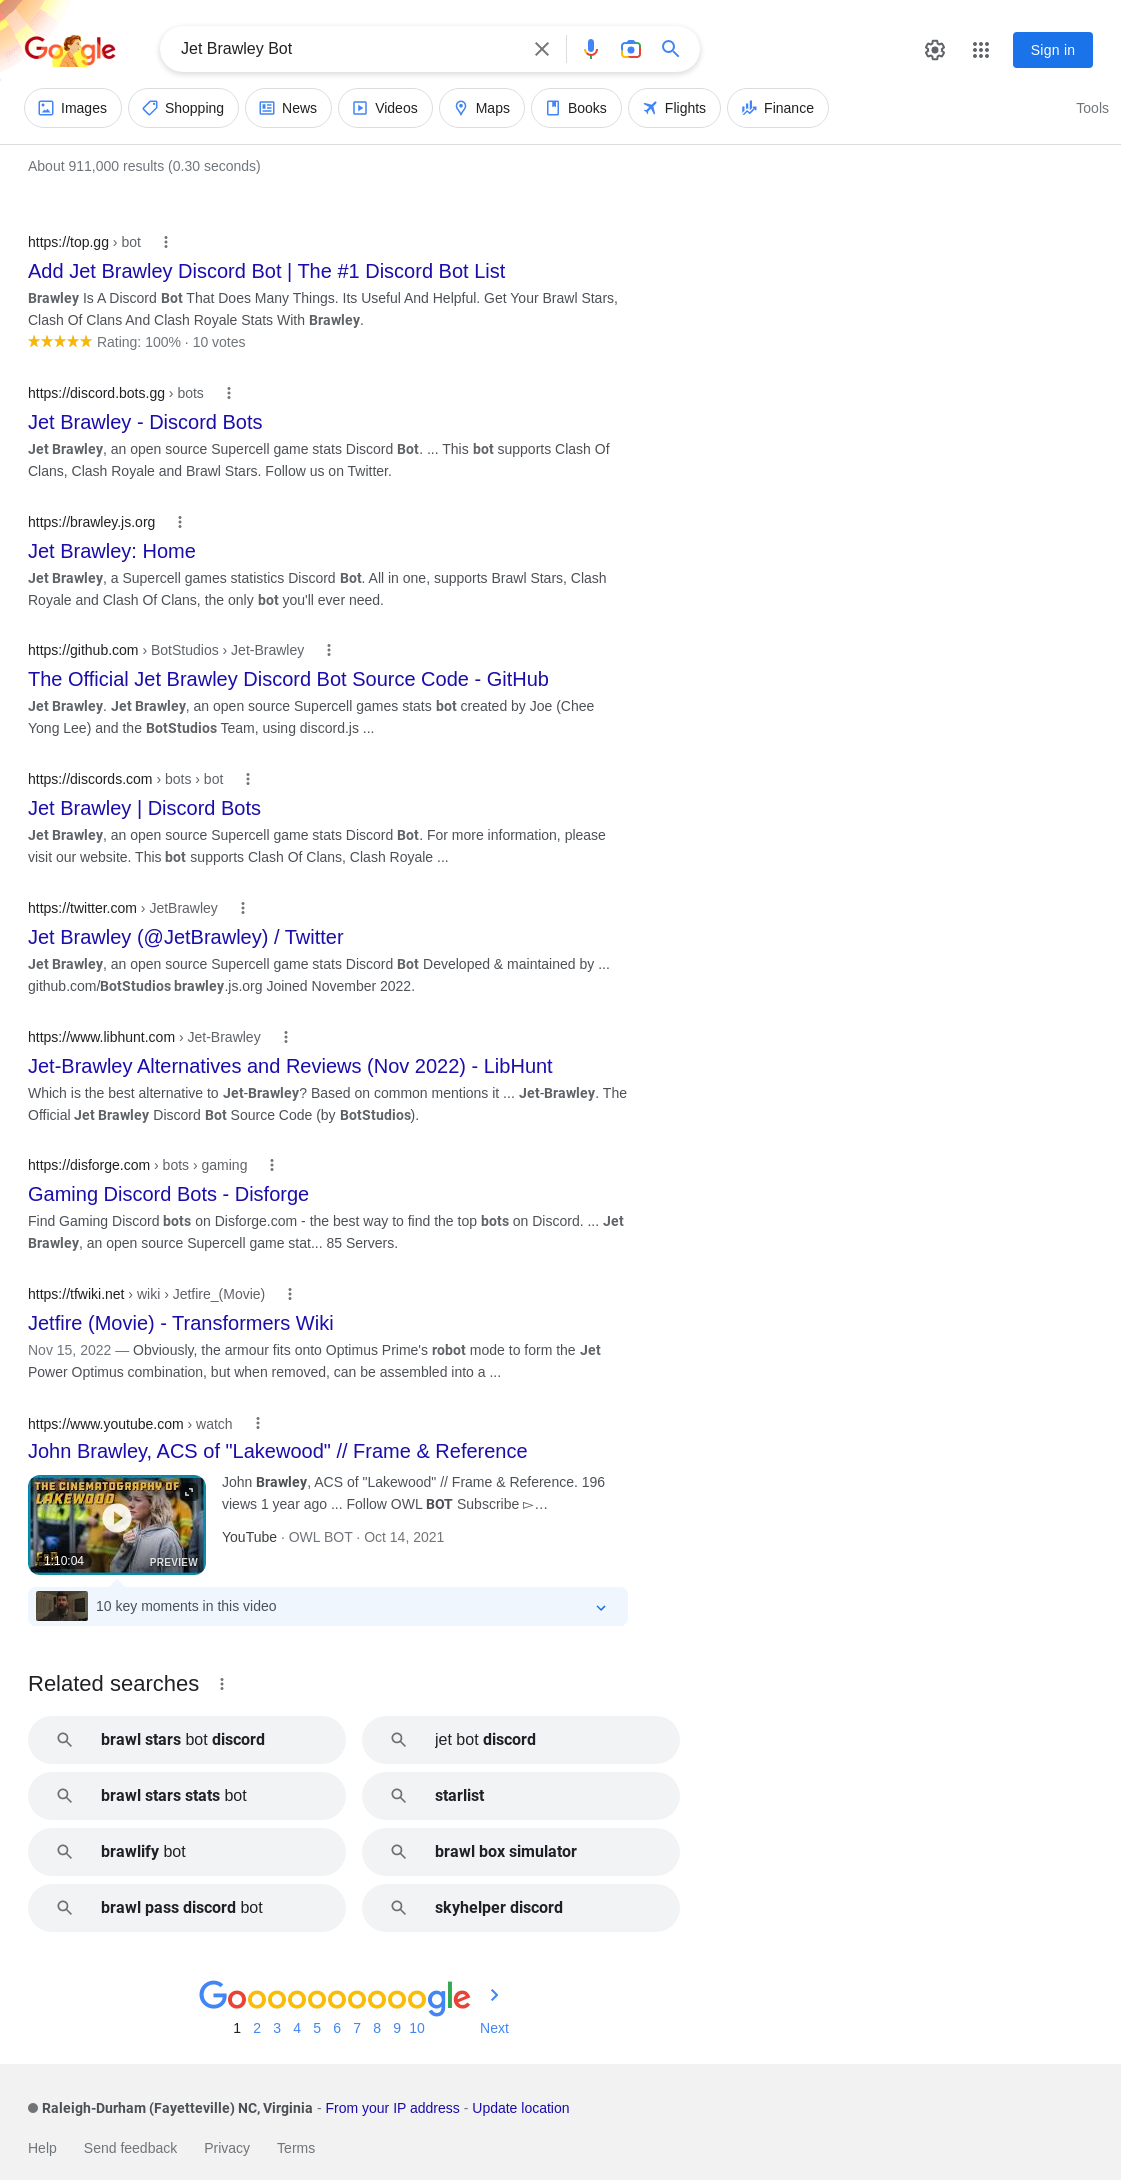 Google
Jet Brawley Bot
Sign in
Images Shopping News Videos Maps Books Flights Finance Tools
About 911,000 results (0.30 seconds)
https://top.gg › bot
Add Jet Brawley Discord Bot | The #1 Discord Bot List
Brawley Is A Discord Bot That Does Many Things. Its Useful And Helpful. Get Your Brawl Stars,
Clash Of Clans And Clash Royale Stats With Brawley.
Rating: 100% · 10 votes
https://discord.bots.gg › bots
Jet Brawley - Discord Bots
Jet Brawley, an open source Supercell game stats Discord Bot. ... This bot supports Clash Of
Clans, Clash Royale and Brawl Stars. Follow us on Twitter.
https://brawley.js.org
Jet Brawley: Home
Jet Brawley, a Supercell games statistics Discord Bot. All in one, supports Brawl Stars, Clash
Royale and Clash Of Clans, the only bot you'll ever need.
https://github.com › BotStudios › Jet-Brawley
The Official Jet Brawley Discord Bot Source Code - GitHub
Jet Brawley. Jet Brawley, an open source Supercell games stats bot created by Joe (Chee
Yong Lee) and the BotStudios Team, using discord.js ...
https://discords.com › bots › bot
Jet Brawley | Discord Bots
Jet Brawley, an open source Supercell game stats Discord Bot. For more information, please
visit our website. This bot supports Clash Of Clans, Clash Royale ...
https://twitter.com › JetBrawley
Jet Brawley (@JetBrawley) / Twitter
Jet Brawley, an open source Supercell game stats Discord Bot Developed & maintained by ...
github.com/BotStudios brawley.js.org Joined November 2022.
https://www.libhunt.com › Jet-Brawley
Jet-Brawley Alternatives and Reviews (Nov 2022) - LibHunt
Which is the best alternative to Jet-Brawley? Based on common mentions it ... Jet-Brawley. The
Official Jet Brawley Discord Bot Source Code (by BotStudios).
https://disforge.com › bots › gaming
Gaming Discord Bots - Disforge
Find Gaming Discord bots on Disforge.com - the best way to find the top bots on Discord. ... Jet
Brawley, an open source Supercell game stat... 85 Servers.
https://tfwiki.net › wiki › Jetfire_(Movie)
Jetfire (Movie) - Transformers Wiki
Nov 15, 2022 — Obviously, the armour fits onto Optimus Prime's robot mode to form the Jet
Power Optimus combination, but when removed, can be assembled into a ...
https://www.youtube.com › watch
John Brawley, ACS of "Lakewood" // Frame & Reference
THE CINEMATOGRAPHY OF
LAKEWOOD
1:10:04
PREVIEW
John Brawley, ACS of "Lakewood" // Frame & Reference. 196
views 1 year ago ... Follow OWL BOT Subscribe ▻…
YouTube · OWL BOT · Oct 14, 2021
10 key moments in this video
Related searches
brawl stars bot discord
jet bot discord
brawl stars stats bot
starlist
brawlify bot
brawl box simulator
brawl pass discord bot
skyhelper discord
Goooooooooogle
1 2 3 4 5 6 7 8 9 10 Next
Raleigh-Durham (Fayetteville) NC, Virginia - From your IP address - Update location
Help Send feedback Privacy Terms